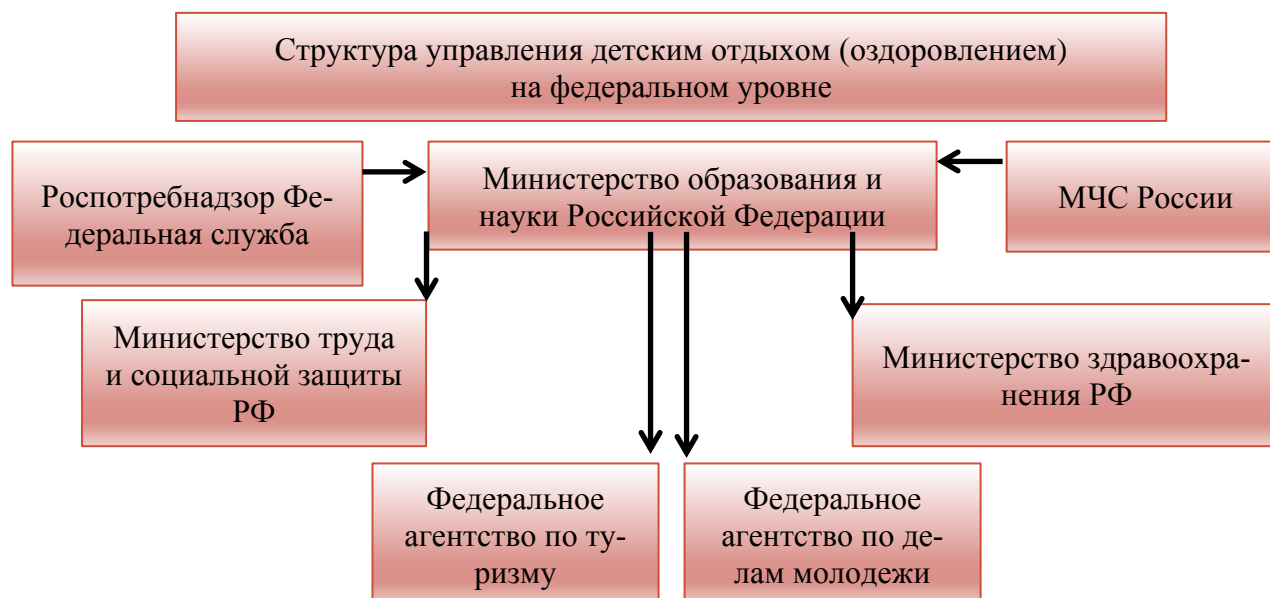 Структура управления детским отдыхом (оздоровлением)
на федеральном уровне
Роспотребнадзор Фе-
деральная служба
Министерство образования и
науки Российской Федерации
МЧС России
Министерство труда
и социальной защиты
РФ
Министерство здравоохра-
нения РФ
Федеральное
агентство по ту-
ризму
Федеральное
агентство по де-
лам молодежи